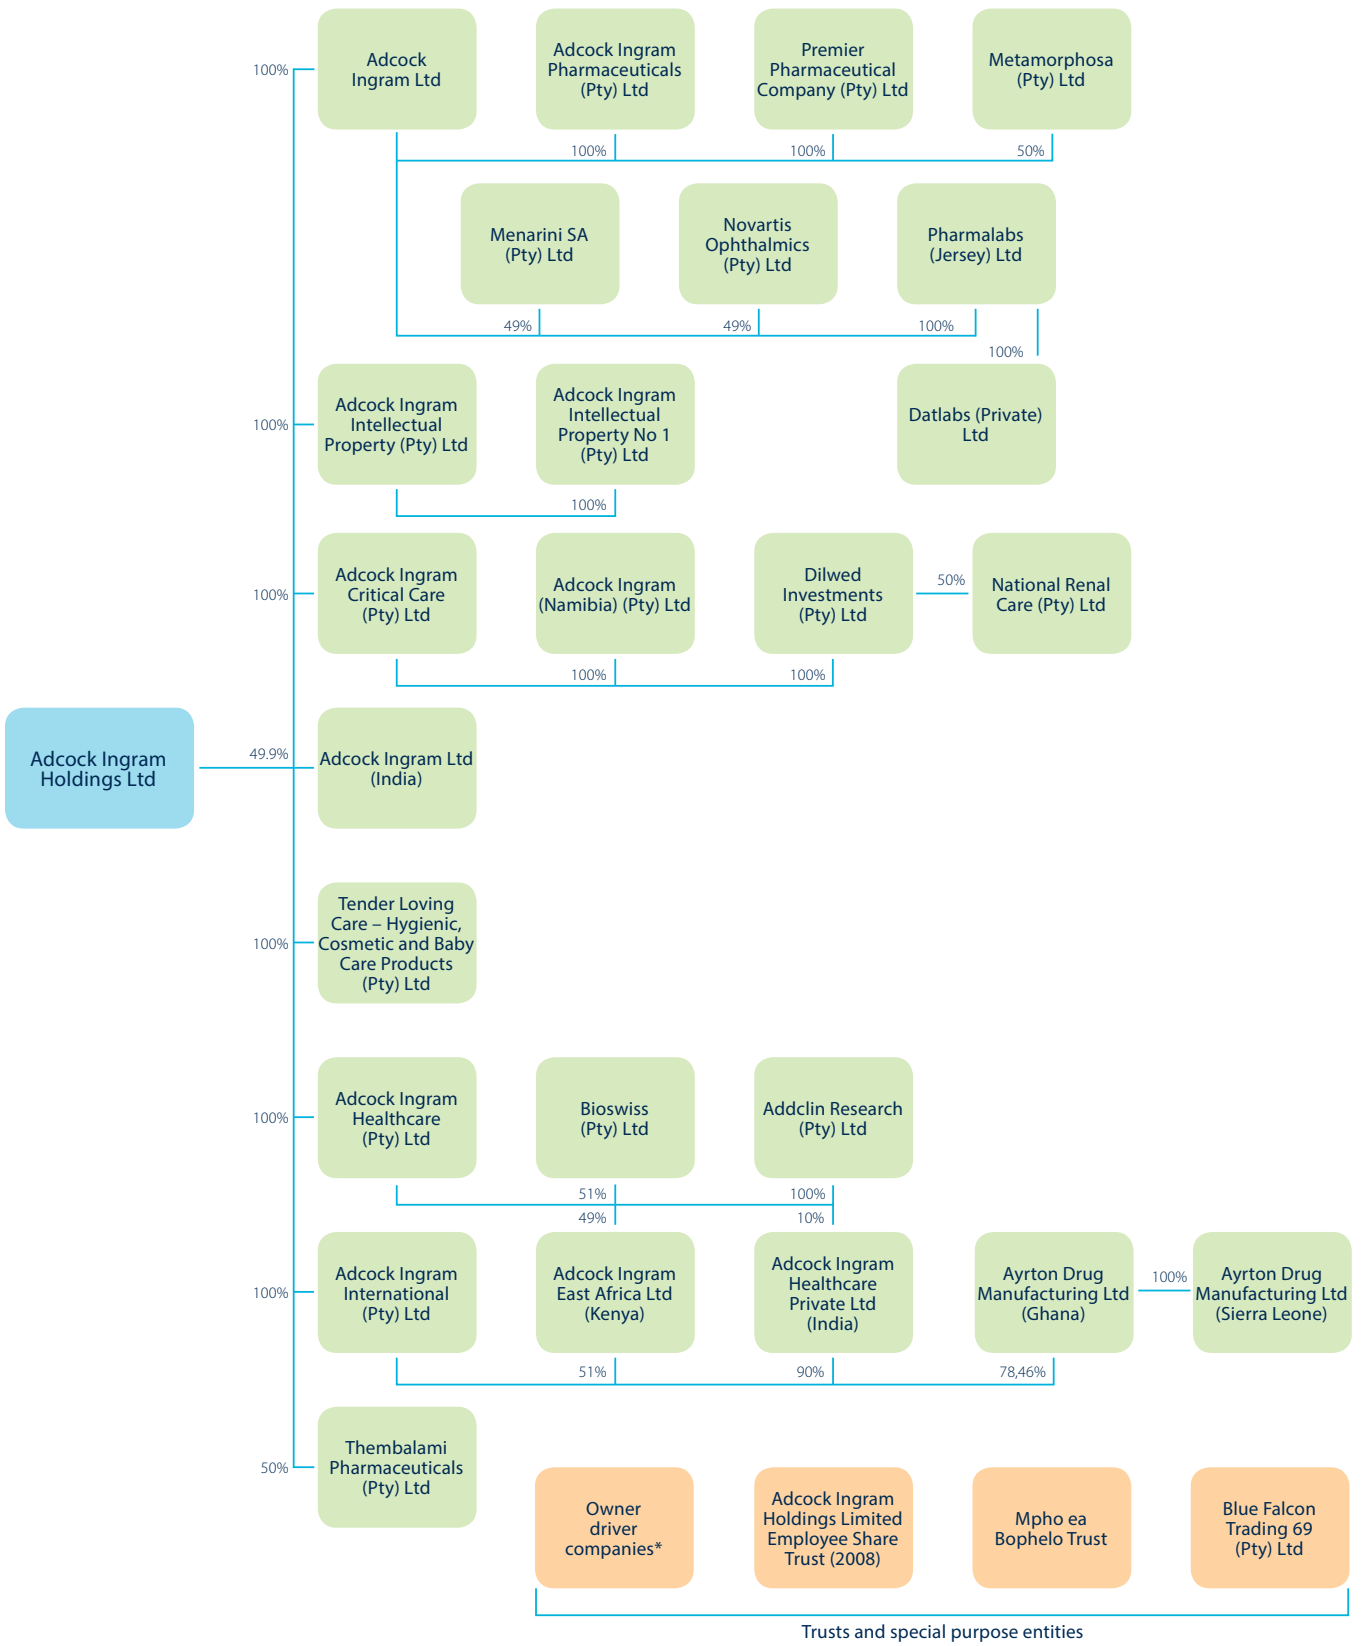 Adcock
Ingram Ltd
Adcock Ingram
Pharmaceuticals
(Pty) Ltd
Premier
Pharmaceutical
Company (Pty) Ltd
Metamorphosa
(Pty) Ltd
100%
100%
100%
50%
Menarini SA
(Pty) Ltd
Novartis
Ophthalmics
(Pty) Ltd
Pharmalabs
(Jersey) Ltd
49%
49%
100%
100%
Adcock Ingram
Intellectual
Property (Pty) Ltd
Adcock Ingram
Intellectual
Property No 1
(Pty) Ltd
Datlabs (Private)
Ltd
100%
100%
Adcock Ingram
Critical Care
(Pty) Ltd
Adcock Ingram
(Namibia) (Pty) Ltd
Dilwed
Investments
(Pty) Ltd
50%
National Renal
Care (Pty) Ltd
100%
100%
100%
Adcock Ingram
Holdings Ltd
49.9%
Adcock Ingram Ltd
(India)
Tender Loving
Care – Hygienic,
Cosmetic and Baby
Care Products
(Pty) Ltd
100%
Adcock Ingram
Healthcare
(Pty) Ltd
Bioswiss
(Pty) Ltd
Addclin Research
(Pty) Ltd
100%
51%
100%
49%
10%
Adcock Ingram
International
(Pty) Ltd
Adcock Ingram
East Africa Ltd
(Kenya)
Adcock Ingram
Healthcare
Private Ltd
(India)
Ayrton Drug
Manufacturing Ltd
(Ghana)
100%
Ayrton Drug
Manufacturing Ltd
(Sierra Leone)
100%
51%
90%
78,46%
Thembalami
Pharmaceuticals
(Pty) Ltd
50%
Owner
driver
companies*
Adcock Ingram
Holdings Limited
Employee Share
Trust (2008)
Mpho ea
Bophelo Trust
Blue Falcon
Trading 69
(Pty) Ltd
Trusts and special purpose entities